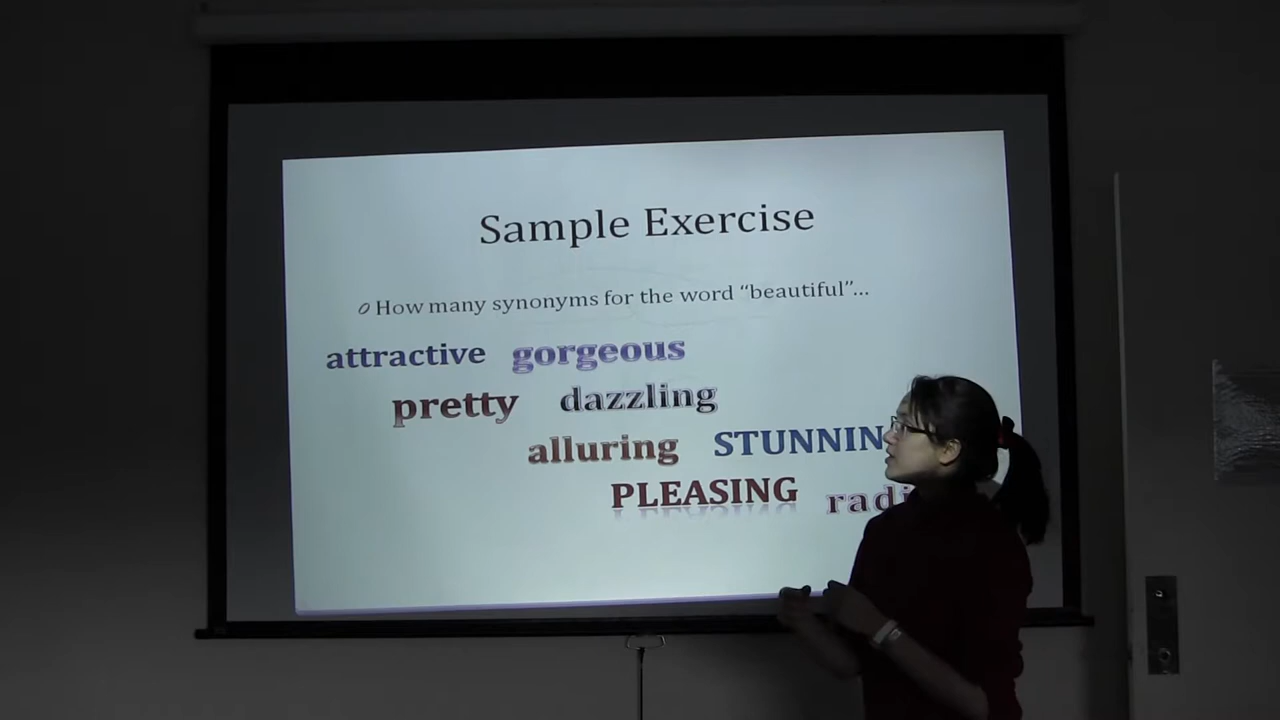 Sample Exercise
How many synonyms for the word “beautiful”...
attractive gorgeous
pretty dazzling
alluring
PLEASING